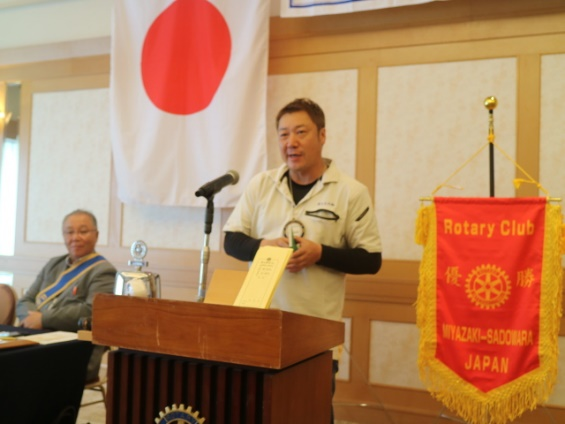 Rotary Club
優 勝
MIYAZAKI-SADOWARA
JAPAN